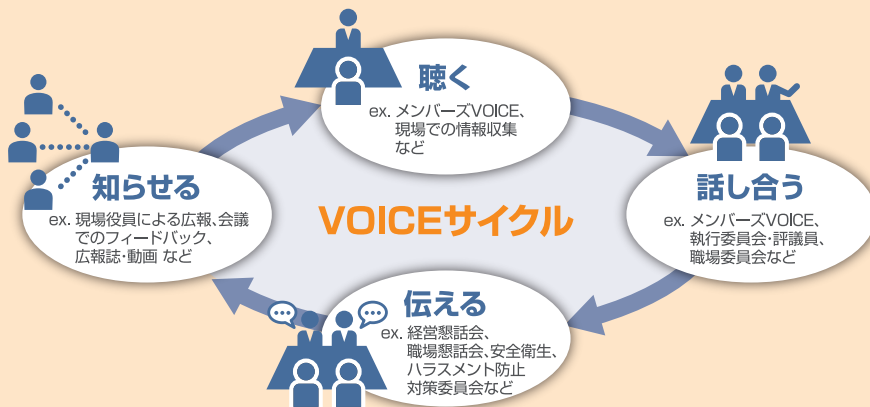 聴く
ex. メンバーズVOICE、
現場での情報収集
など
話し合う
ex. メンバーズVOICE、
執行委員会・評議員、
職場委員会など
伝える
ex. 経営懇話会、
職場懇話会、安全衛生、
ハラスメント防止
対策委員会など
知らせる
ex. 現場役員による広報、会議
でのフィードバック、
広報誌・動画 など
VOICEサイクル